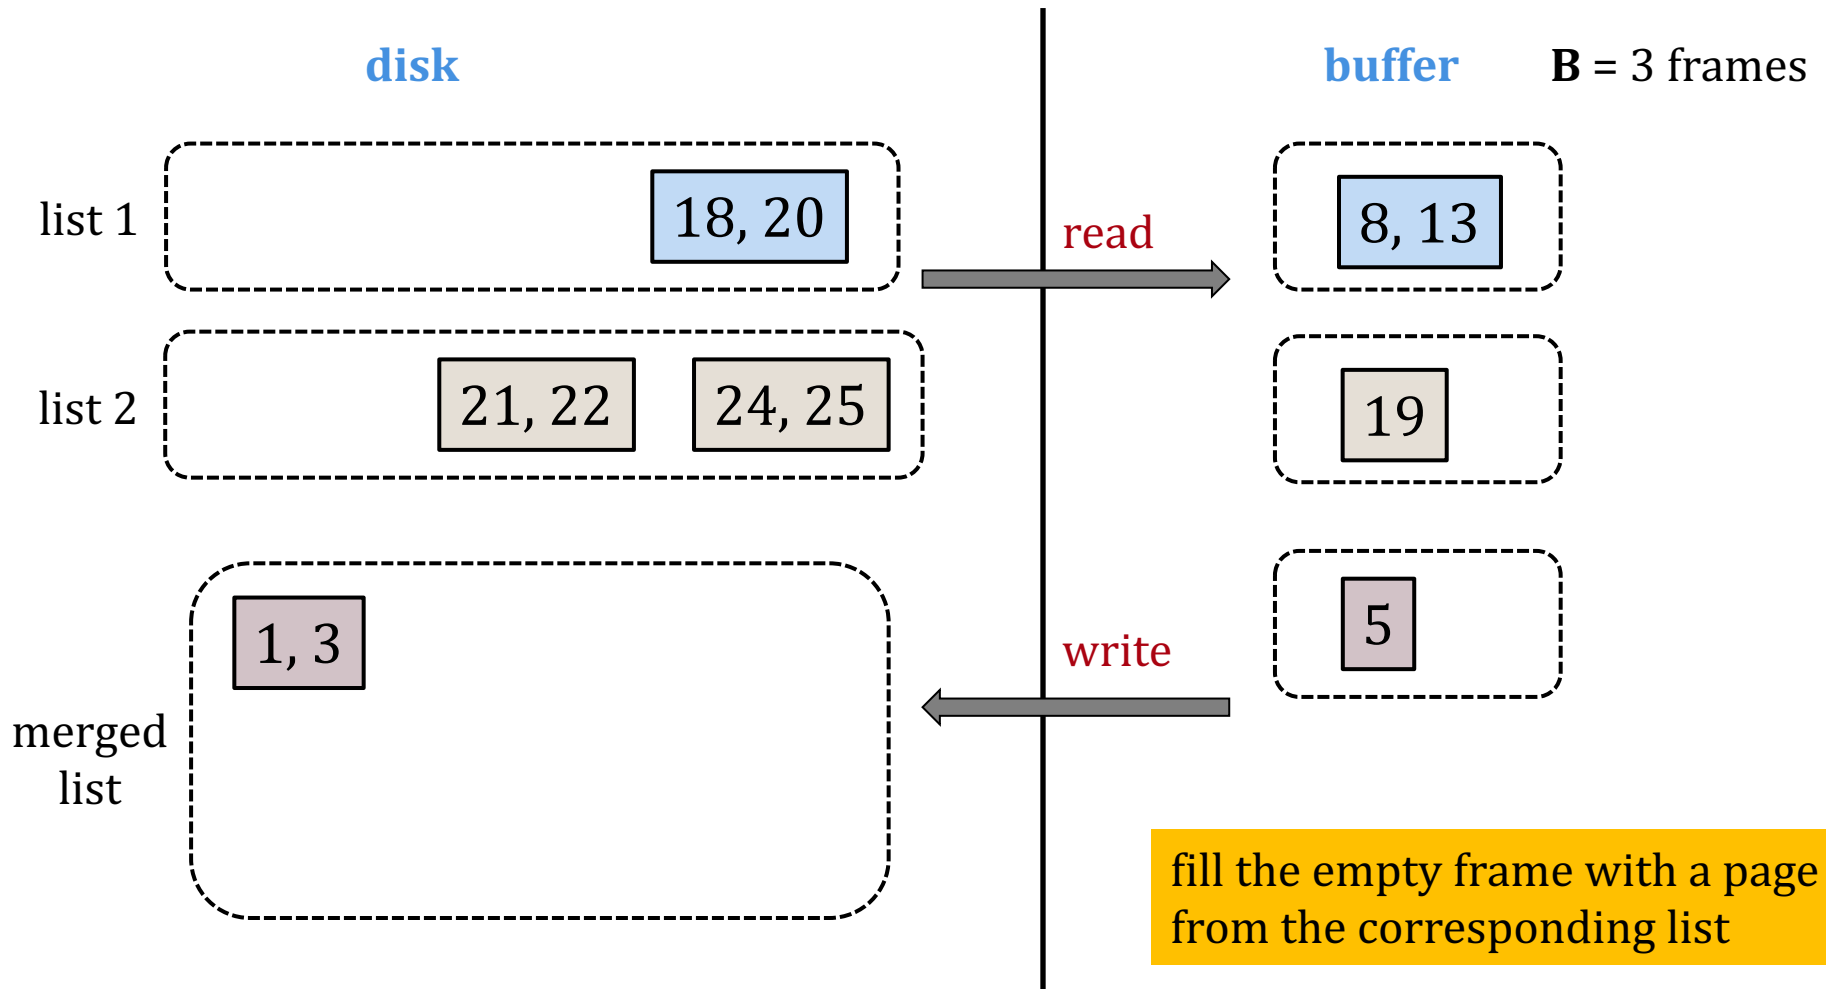 disk
buffer
B = 3 frames
list 1
18, 20
read
8, 13
list 2
21, 22
24, 25
19
1, 3
write
5
merged
list
fill the empty frame with a page
from the corresponding list